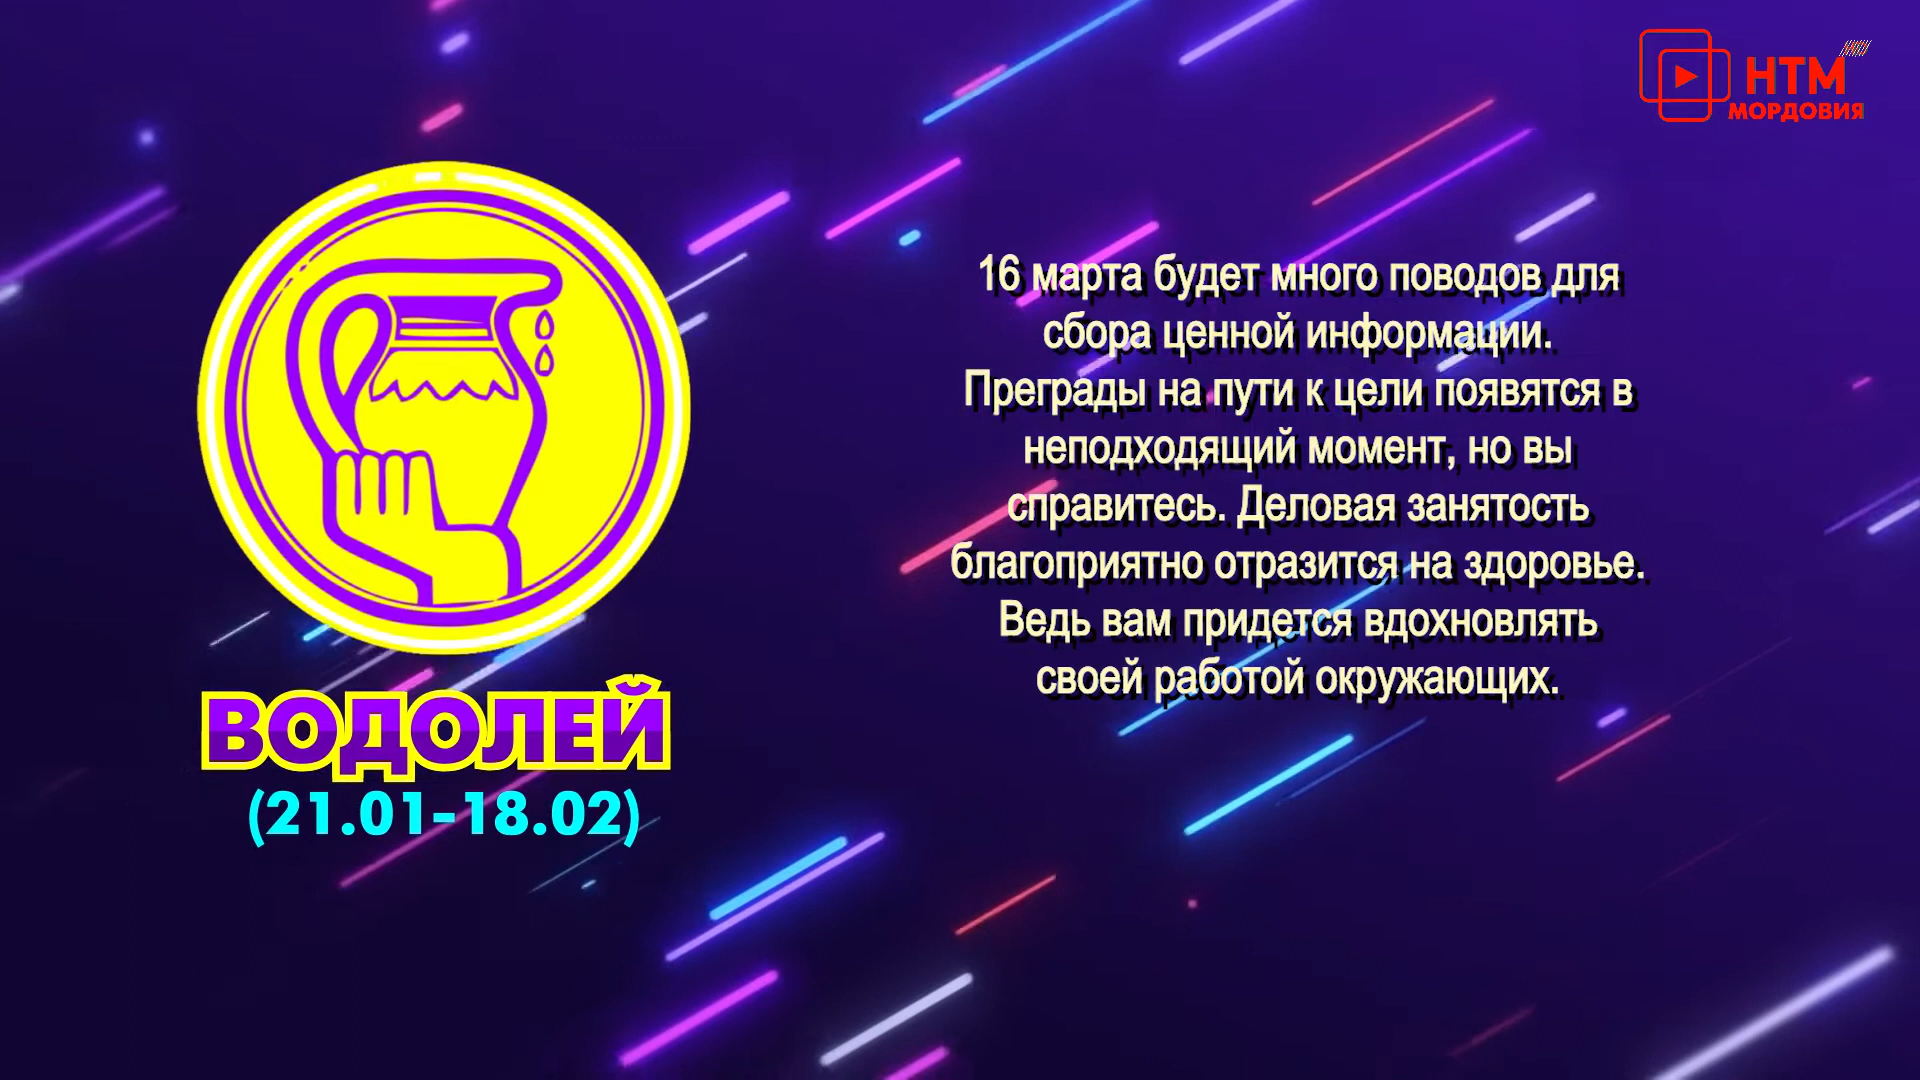 НТМ
МОРДОВИЯ
16 марта будет много поводов для
сбора ценной информации.
Преграды на пути к цели появятся в
неподходящий момент, но вы
справитесь. Деловая занятость
благоприятно отразится на здоровье.
Ведь вам придется вдохновлять
своей работой окружающих.
ВОДОЛЕЙ
(21.01-18.02)